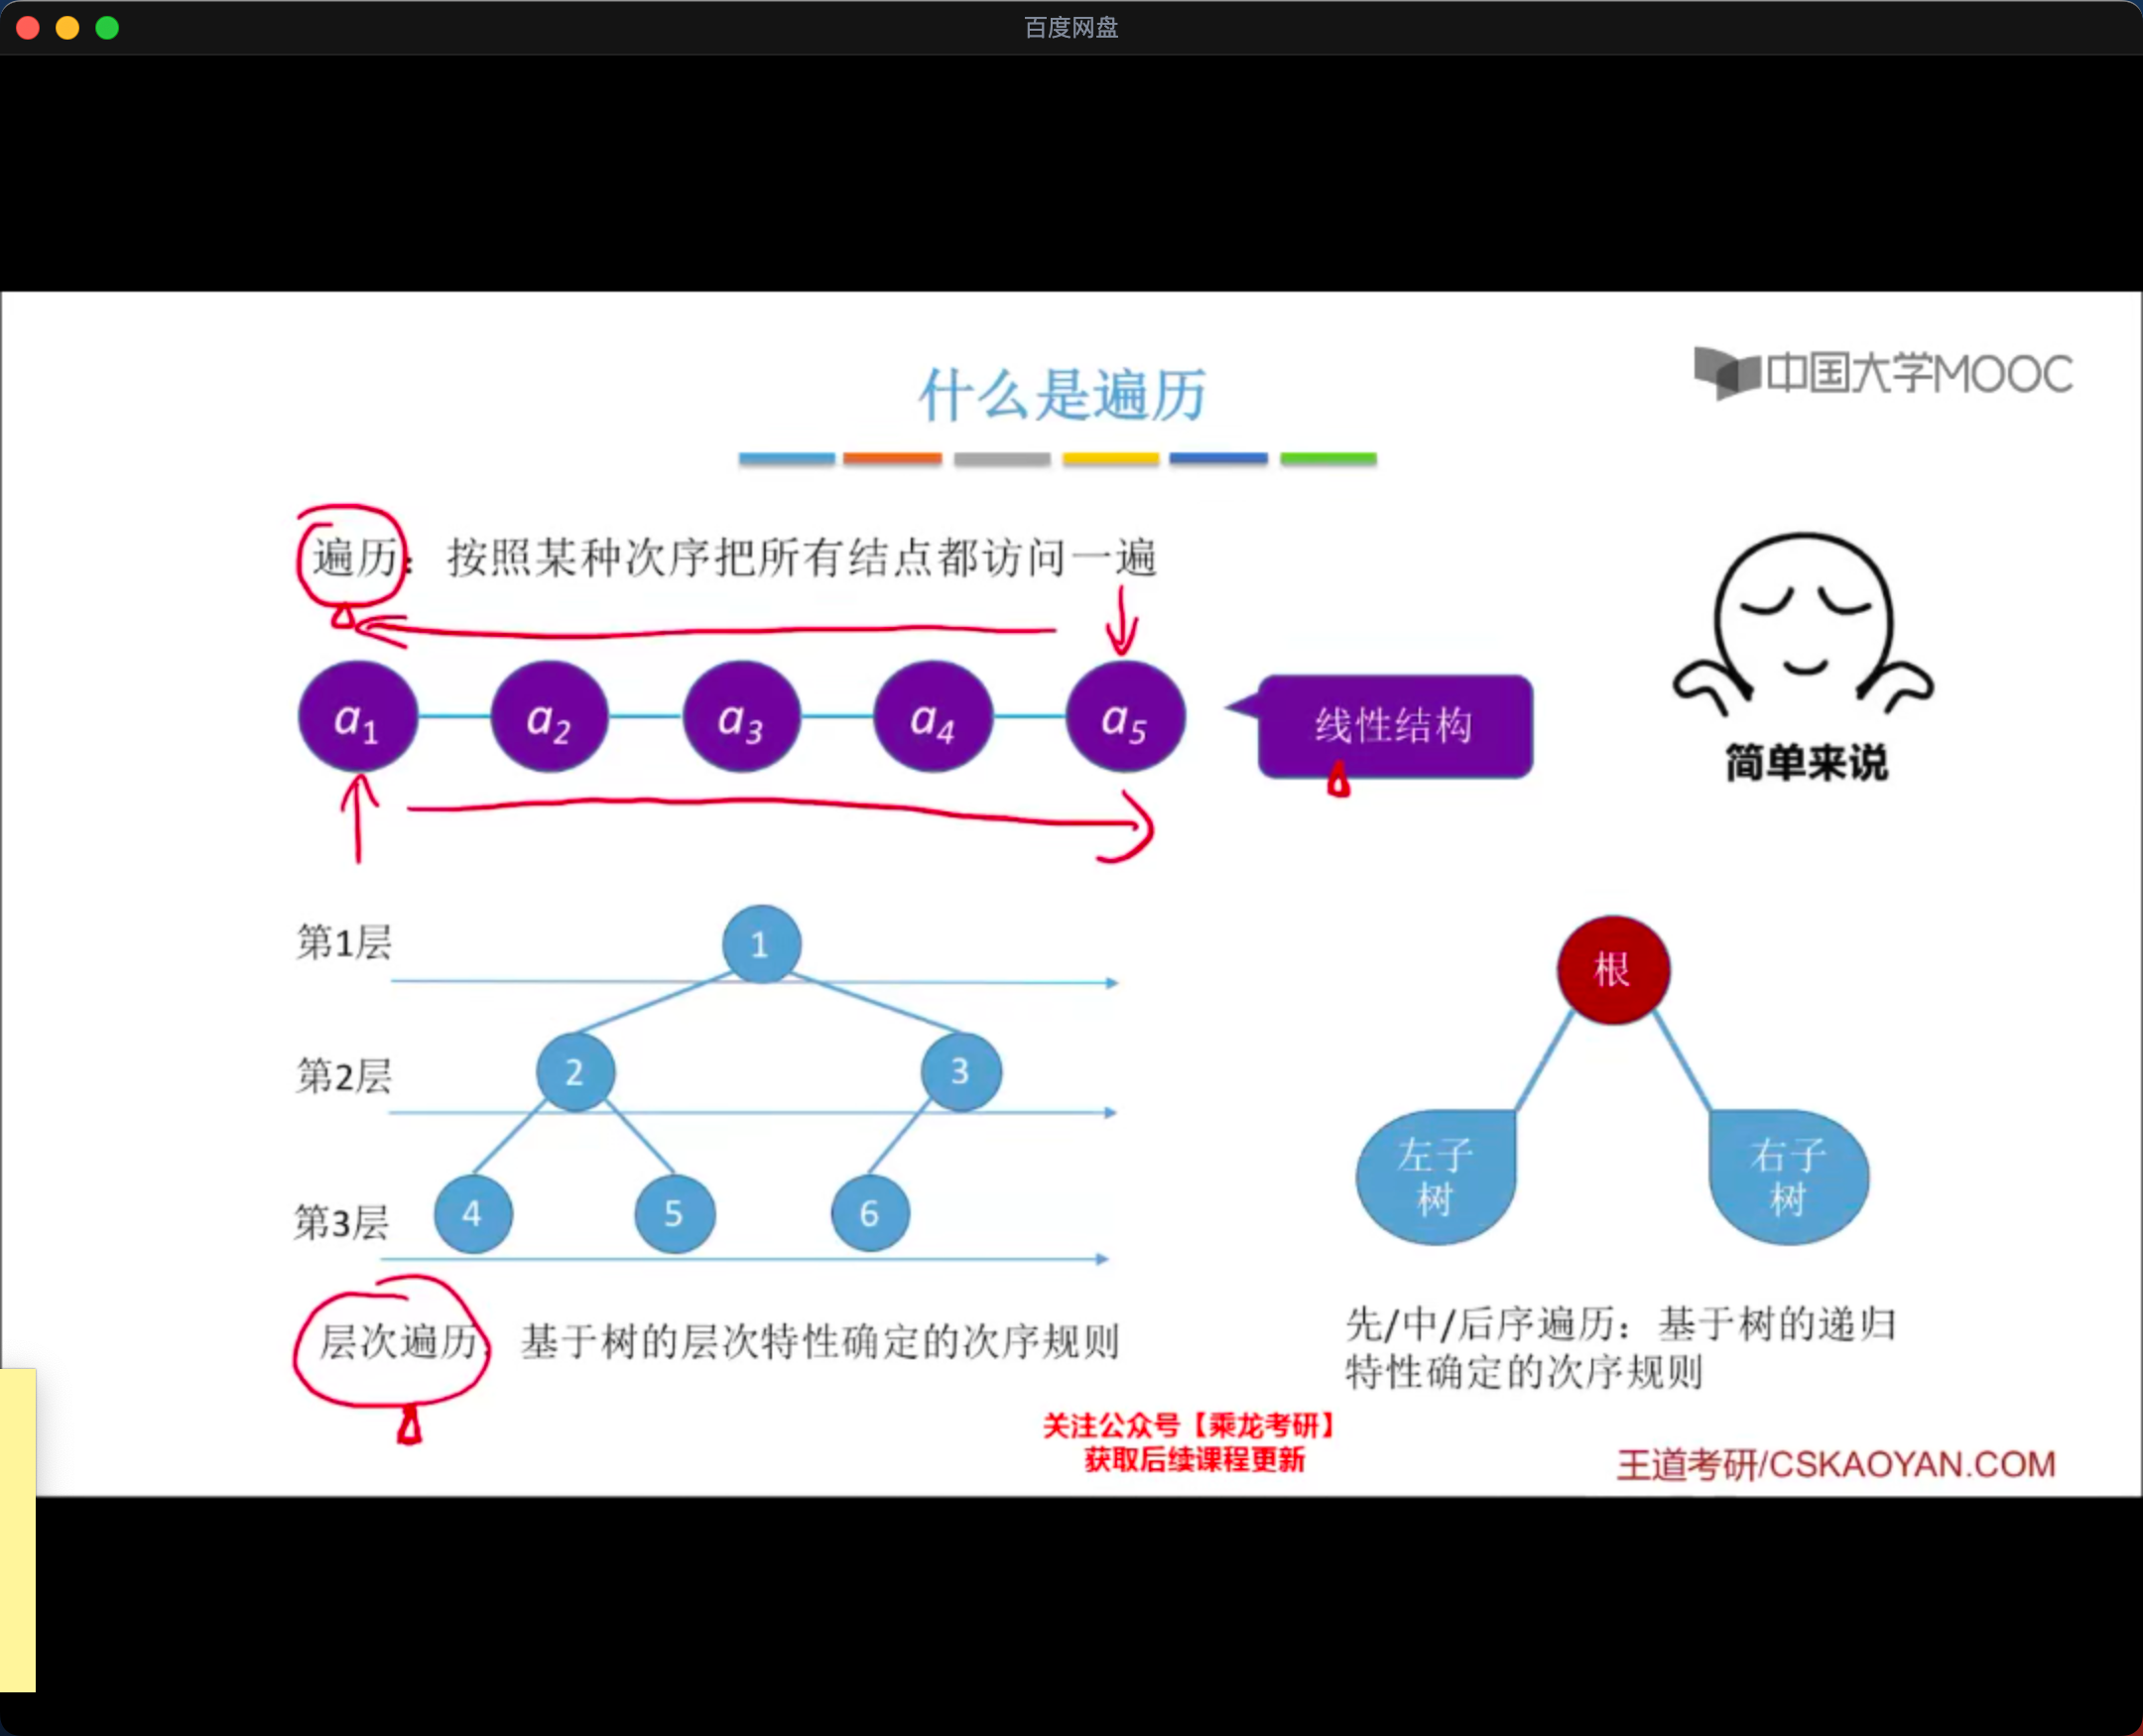 百度网盘
中国大学MOOC
什么是遍历
遍历：按照某种次序把所有结点都访问一遍
a1 a2 a3 a4 a5
线性结构
简单来说
第1层
1
第2层
2 3
第3层
4 5 6
层次遍历：基于树的层次特性确定的次序规则
根
左子
树
右子
树
先/中/后序遍历：基于树的递归
特性确定的次序规则
关注公众号【乘龙考研】
获取后续课程更新
王道考研/CSKAOYAN.COM